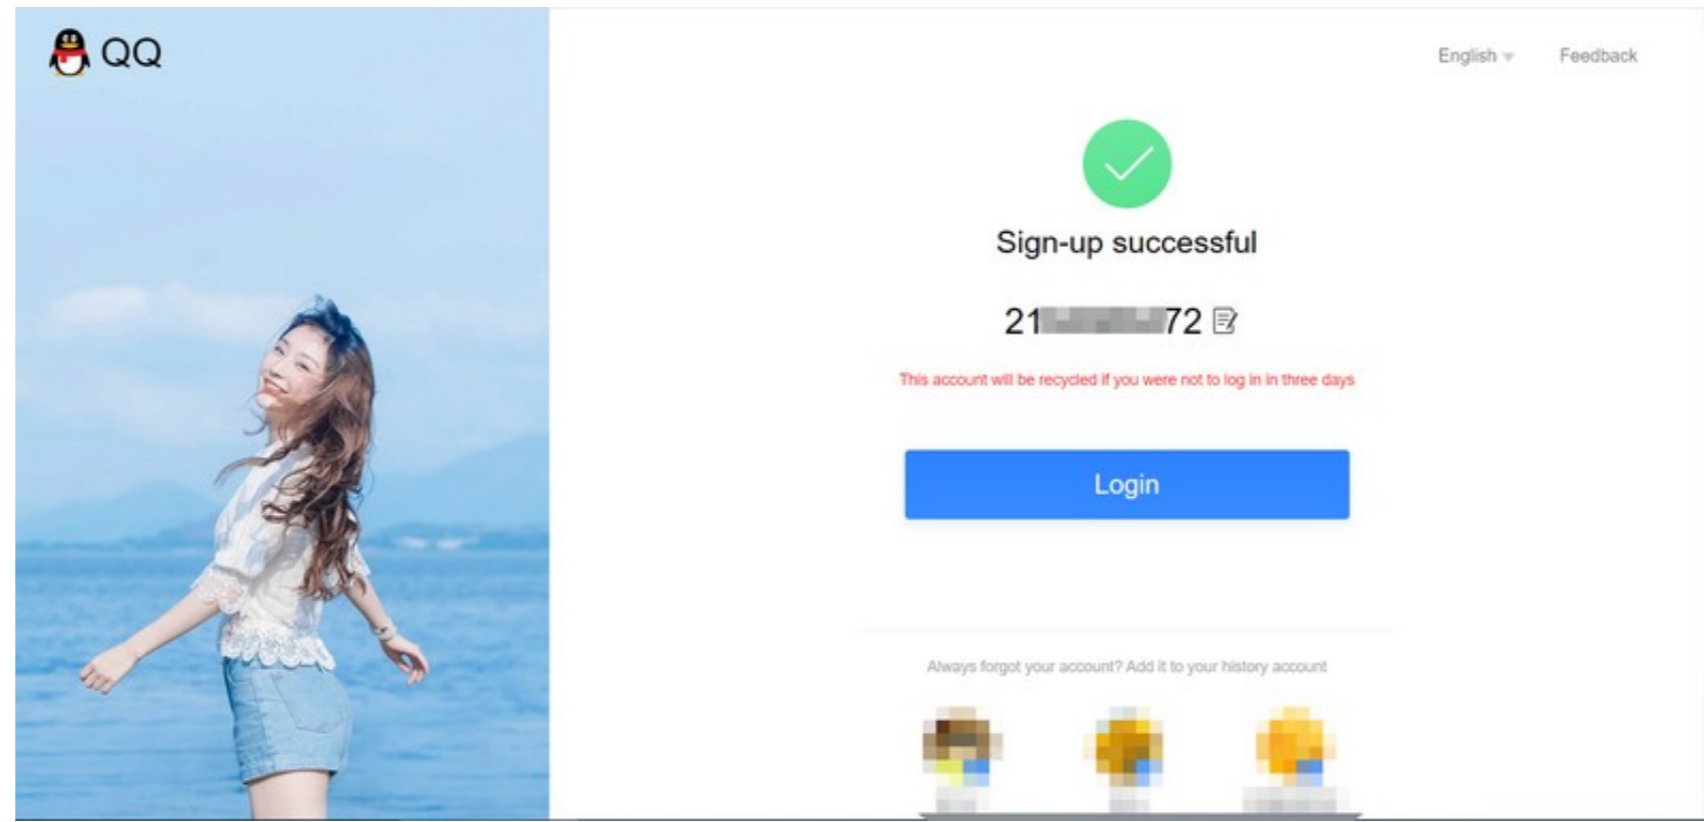 QQ
English
Feedback
Sign-up successful
21 72
This account will be recycled if you were not to log in in three days
Login
Always forgot your account? Add it to your history account